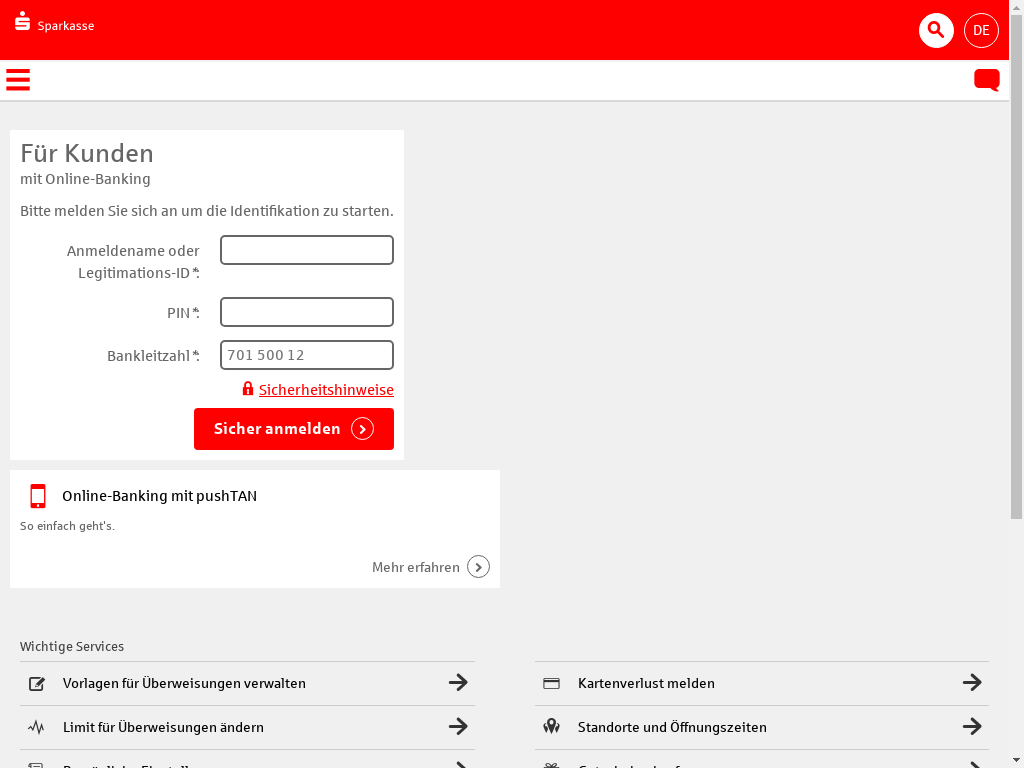 Sparkasse
DE
Für Kunden
mit Online-Banking
Bitte melden Sie sich an um die Identifikation zu starten.
Anmeldename oder
Legitimations-ID *:
PIN *:
Bankleitzahl *:
701 500 12
Sicherheitshinweise
Sicher anmelden
Online-Banking mit pushTAN
So einfach geht's.
Mehr erfahren
Wichtige Services
Vorlagen für Überweisungen verwalten
Kartenverlust melden
Limit für Überweisungen ändern
Standorte und Öffnungszeiten